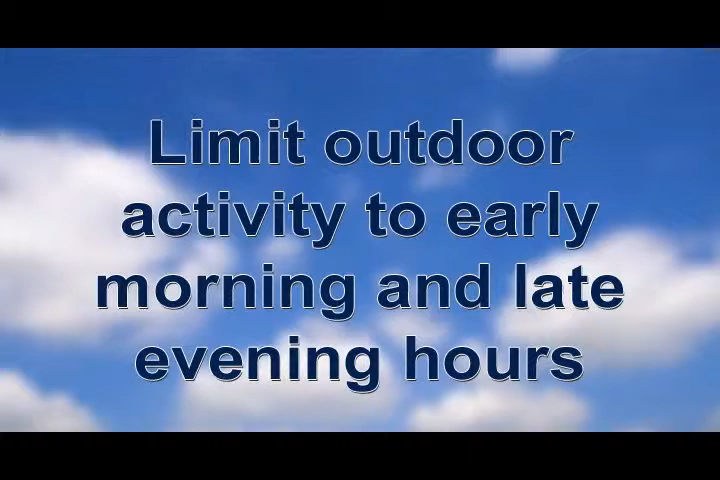 Limit outdoor
activity to early
morning and late
evening hours